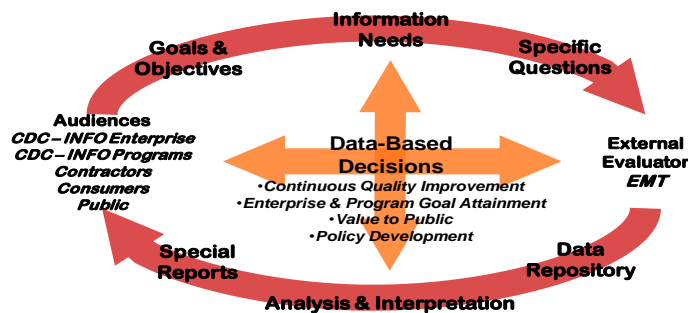 Information
Needs
Goals &
Objectives
Specific
Questions
Audiences
CDC – INFO Enterprise
CDC – INFO Programs
Contractors
Consumers
Public
Data-Based
Decisions
•Continuous Quality Improvement
•Enterprise & Program Goal Attainment
•Value to Public
•Policy Development
External
Evaluator
EMT
Special
Reports
Data
Repository
Analysis & Interpretation